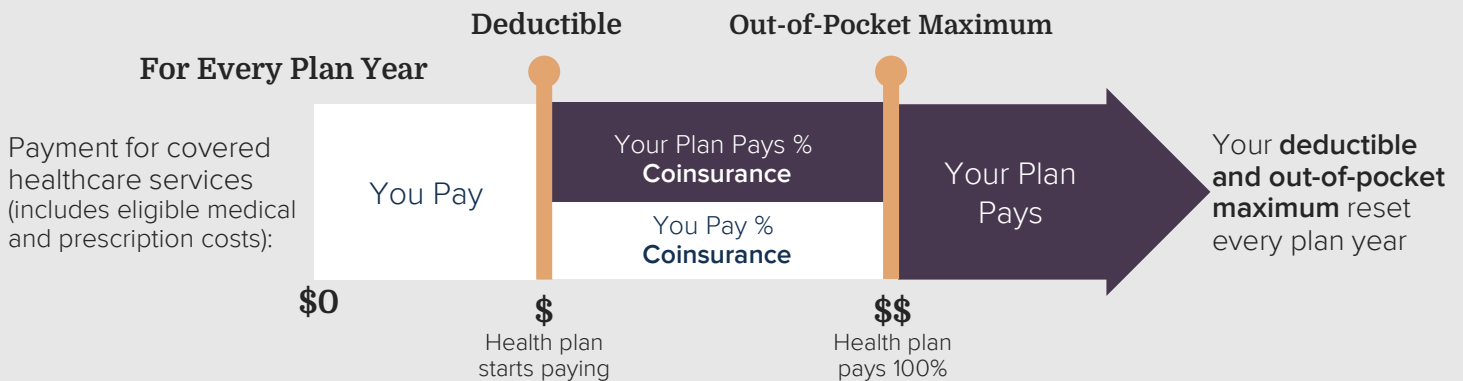 Deductible
Out-of-Pocket Maximum
For Every Plan Year
Payment for covered
healthcare services
(includes eligible medical
and prescription costs):
You Pay
Your Plan Pays %
Coinsurance
You Pay %
Coinsurance
Your Plan
Pays
Your deductible
and out-of-pocket
maximum reset
every plan year
$0
$
Health plan
starts paying
$$
Health plan
pays 100%